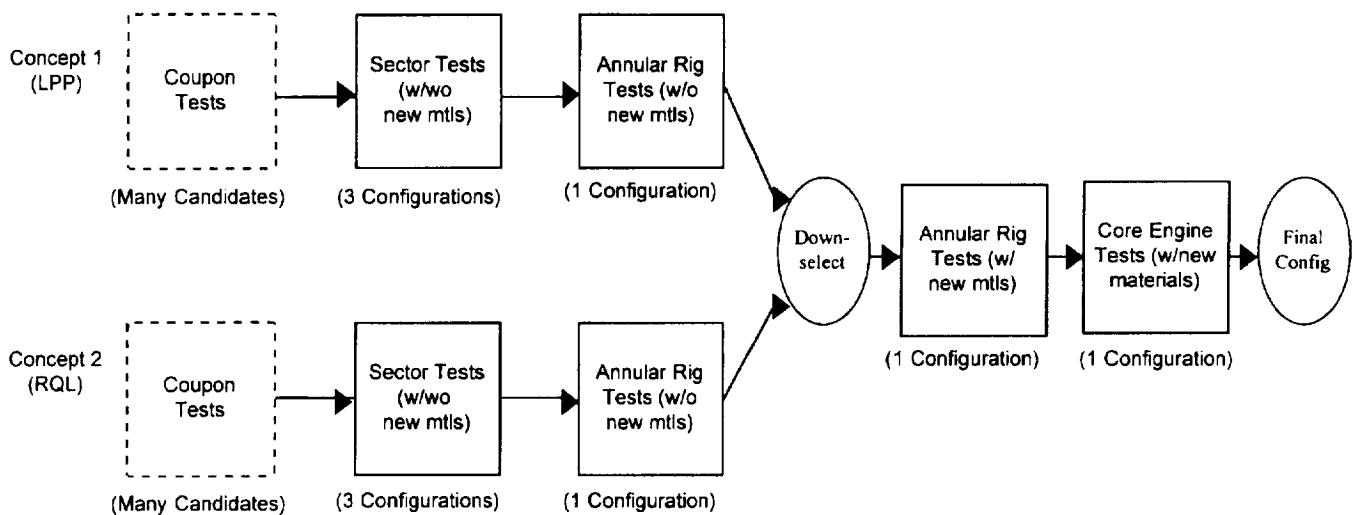 Concept 1
(LPP)
Coupon
Tests
(Many Candidates)
Sector Tests
(w/wo
new mtls)
(3 Configurations)
Annular Rig
Tests (w/o
new mtls)
(1 Configuration)
Concept 2
(RQL)
Coupon
Tests
(Many Candidates)
Sector Tests
(w/wo
new mtls)
(3 Configurations)
Annular Rig
Tests (w/o
new mtls)
(1 Configuration)
Down-
select
Annular Rig
Tests (w/
new mtls)
(1 Configuration)
Core Engine
Tests (w/new
materials)
(1 Configuration)
Final
Config